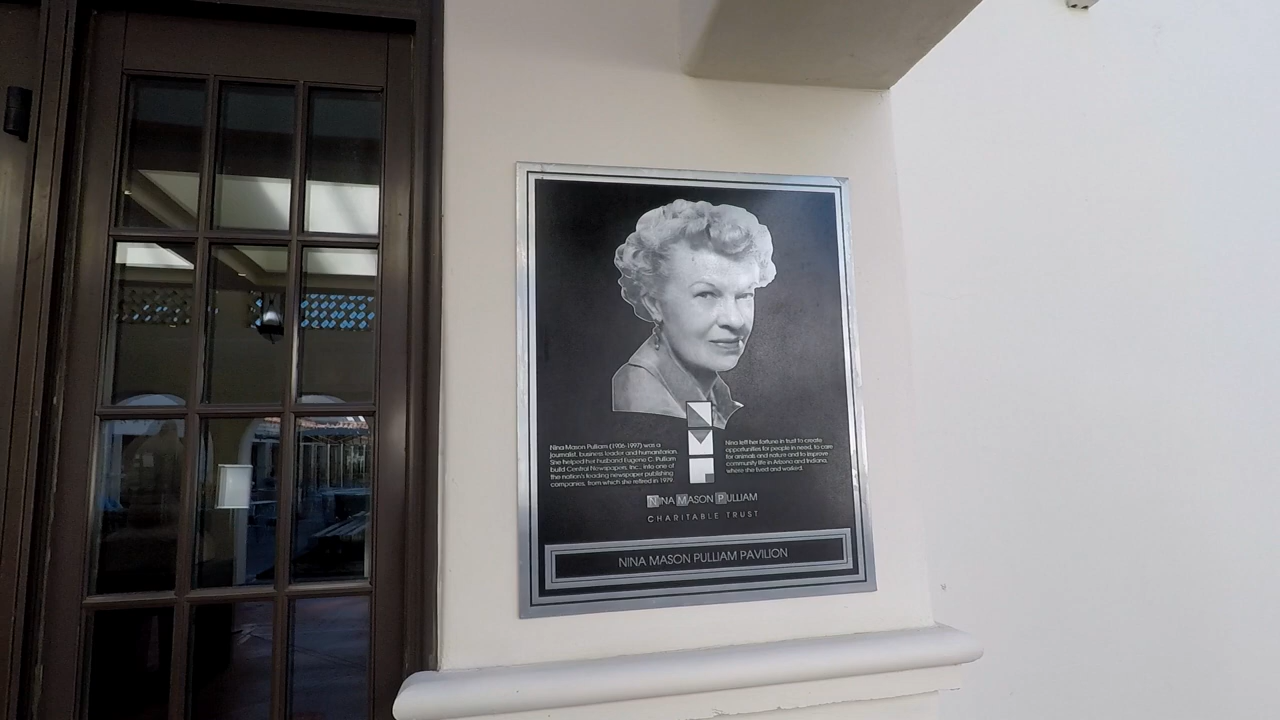 Nina Mason Pulliam (1906-1997) was a
journalist, business leader and humanitarian.
She helped her husband Eugene C. Pulliam
build Central Newspapers, Inc., into one of
the nation's leading newspaper publishing
companies, from which she retired in 1979.
Nina left her fortune in trust to create
opportunities for people in need, to care
for animals and nature and to improve
community life in Arizona and Indiana,
where she lived and worked.
NINA MASON PULLIAM
CHARITABLE TRUST
NINA MASON PULLIAM PAVILION